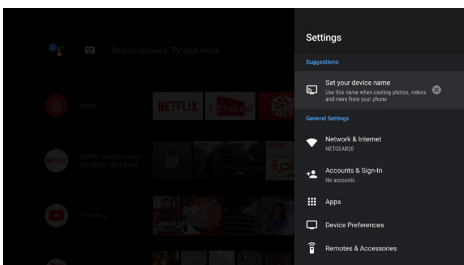 Settings
Search movies, TV and more
Suggestions
Set your device name
Use this name when casting photos, videos
and more from your phone
General Settings
Apps
NETFLIX
T-Channel
Network & Internet
NETGEAR20
Accounts & Sign-In
No accounts
Apps
Trending
Device Preferences
Remotes & Accessories